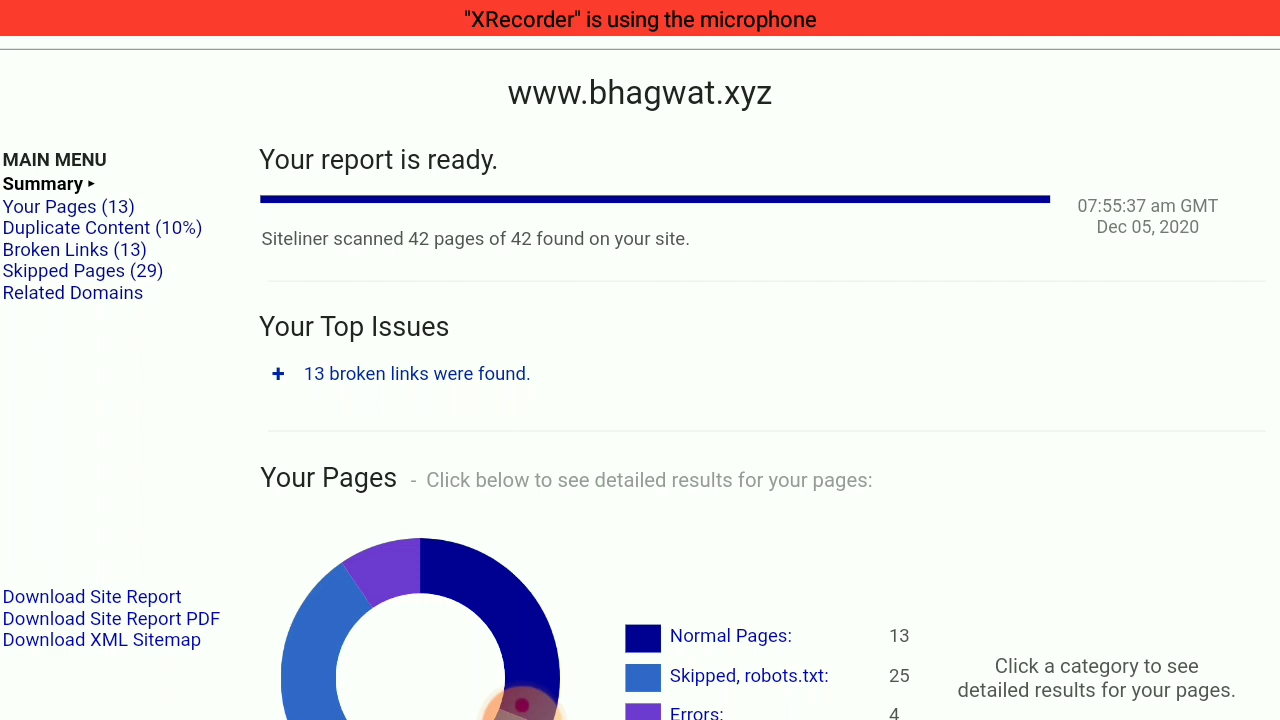 "XRecorder" is using the microphone
www.bhagwat.xyz
MAIN MENU
Summary ▸
Your Pages (13)
Duplicate Content (10%)
Broken Links (13)
Skipped Pages (29)
Related Domains
Download Site Report
Download Site Report PDF
Download XML Sitemap
Your report is ready.
07:55:37 am GMT
Dec 05, 2020
Siteliner scanned 42 pages of 42 found on your site.
Your Top Issues
+ 13 broken links were found.
Your Pages - Click below to see detailed results for your pages:
Normal Pages: 13
Skipped, robots.txt: 25
Errors: 4
Click a category to see
detailed results for your pages.